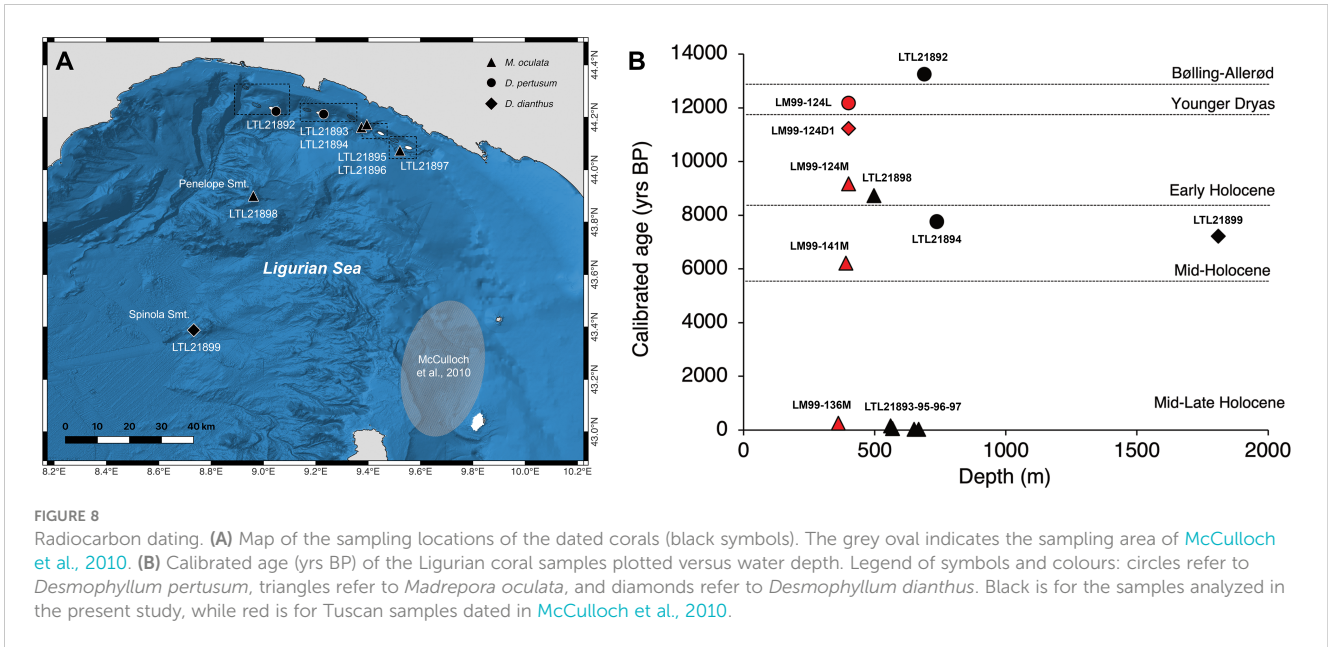 A
M. oculata
D. pertusum
D. dianthus
44.4°N
44.2°N
44.0°N
43.8°N
43.6°N
43.4°N
43.2°N
43.0°N
LTL21892
LTL21893
LTL21894
LTL21895
LTL21896
LTL21897
Penelope Smt.
LTL21898
Ligurian Sea
Spinola Smt.
LTL21899
McCulloch
et al., 2010
0 10 20 30 40 km
8.2°E 8.4°E 8.6°E 8.8°E 9.0°E 9.2°E 9.4°E 9.6°E 9.8°E 10.0°E 10.2°E
B
Calibrated age (yrs BP)
14000
12000
10000
8000
6000
4000
2000
0
LTL21892
Bølling-Allerød
LM99-124L
Younger Dryas
LM99-124D1
LM99-124M
LTL21898
Early Holocene
LTL21894
LTL21899
LM99-141M
Mid-Holocene
LM99-136M
LTL21893-95-96-97
Mid-Late Holocene
0 500 1000 1500 2000
Depth (m)
FIGURE 8
Radiocarbon dating. (A) Map of the sampling locations of the dated corals (black symbols). The grey oval indicates the sampling area of McCulloch
et al., 2010. (B) Calibrated age (yrs BP) of the Ligurian coral samples plotted versus water depth. Legend of symbols and colours: circles refer to
Desmophyllum pertusum, triangles refer to Madrepora oculata, and diamonds refer to Desmophyllum dianthus. Black is for the samples analyzed in
the present study, while red is for Tuscan samples dated in McCulloch et al., 2010.